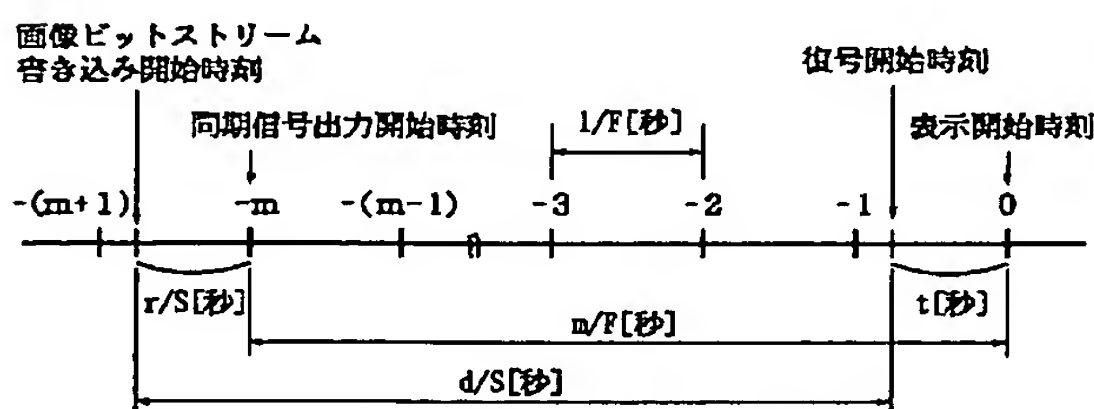 画像ビットストリーム
書き込み開始時刻
復号開始時刻
同期信号出力開始時刻
1/F[秒]
表示開始時刻
-(m+1)
-m
-(m-1)
-3
-2
-1
0
r/S[秒]
t[秒]
m/F[秒]
d/S[秒]